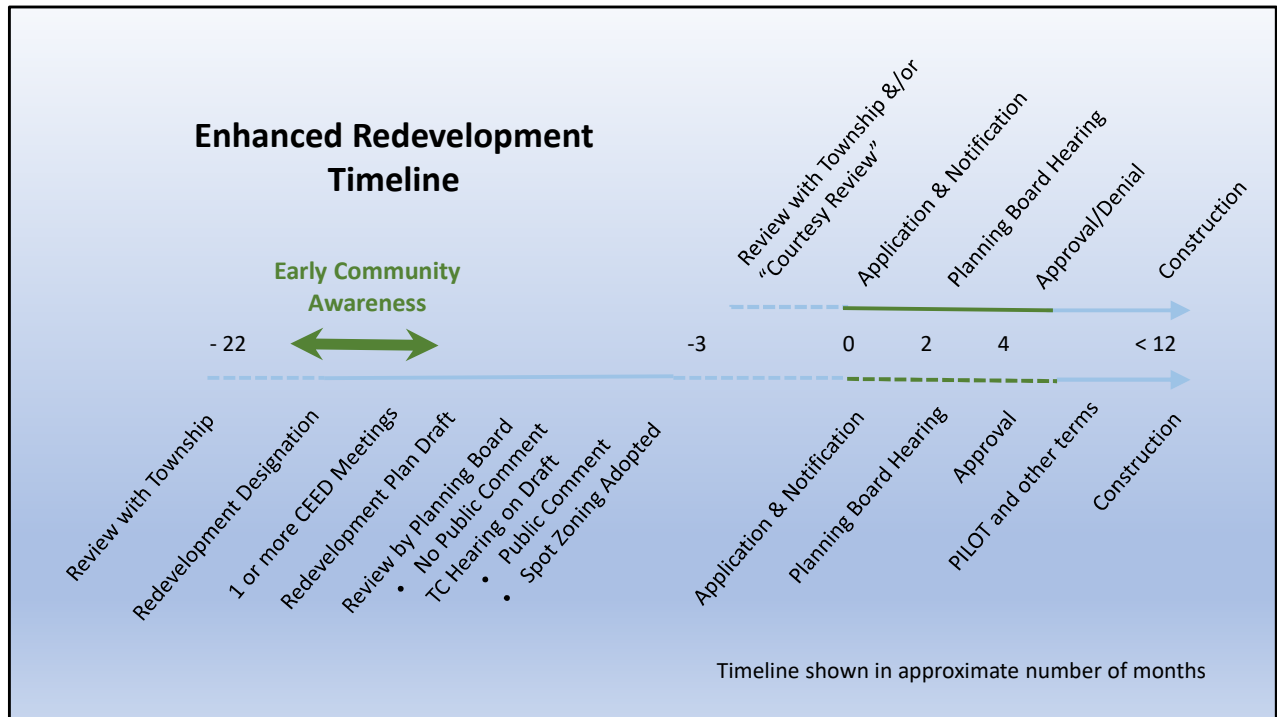 Enhanced Redevelopment
Timeline
Early Community
Awareness
Review with Township &/or
“Courtesy Review”
Application & Notification
Planning Board Hearing
Approval/Denial
Construction
- 22
-3
0
2
4
< 12
Review with Township
Redevelopment Designation
1 or more CEED Meetings
Redevelopment Plan Draft
Review by Planning Board
• No Public Comment
TC Hearing on Draft
• Public Comment
• Spot Zoning Adopted
Application & Notification
Planning Board Hearing
Approval
PILOT and other terms
Construction
Timeline shown in approximate number of months